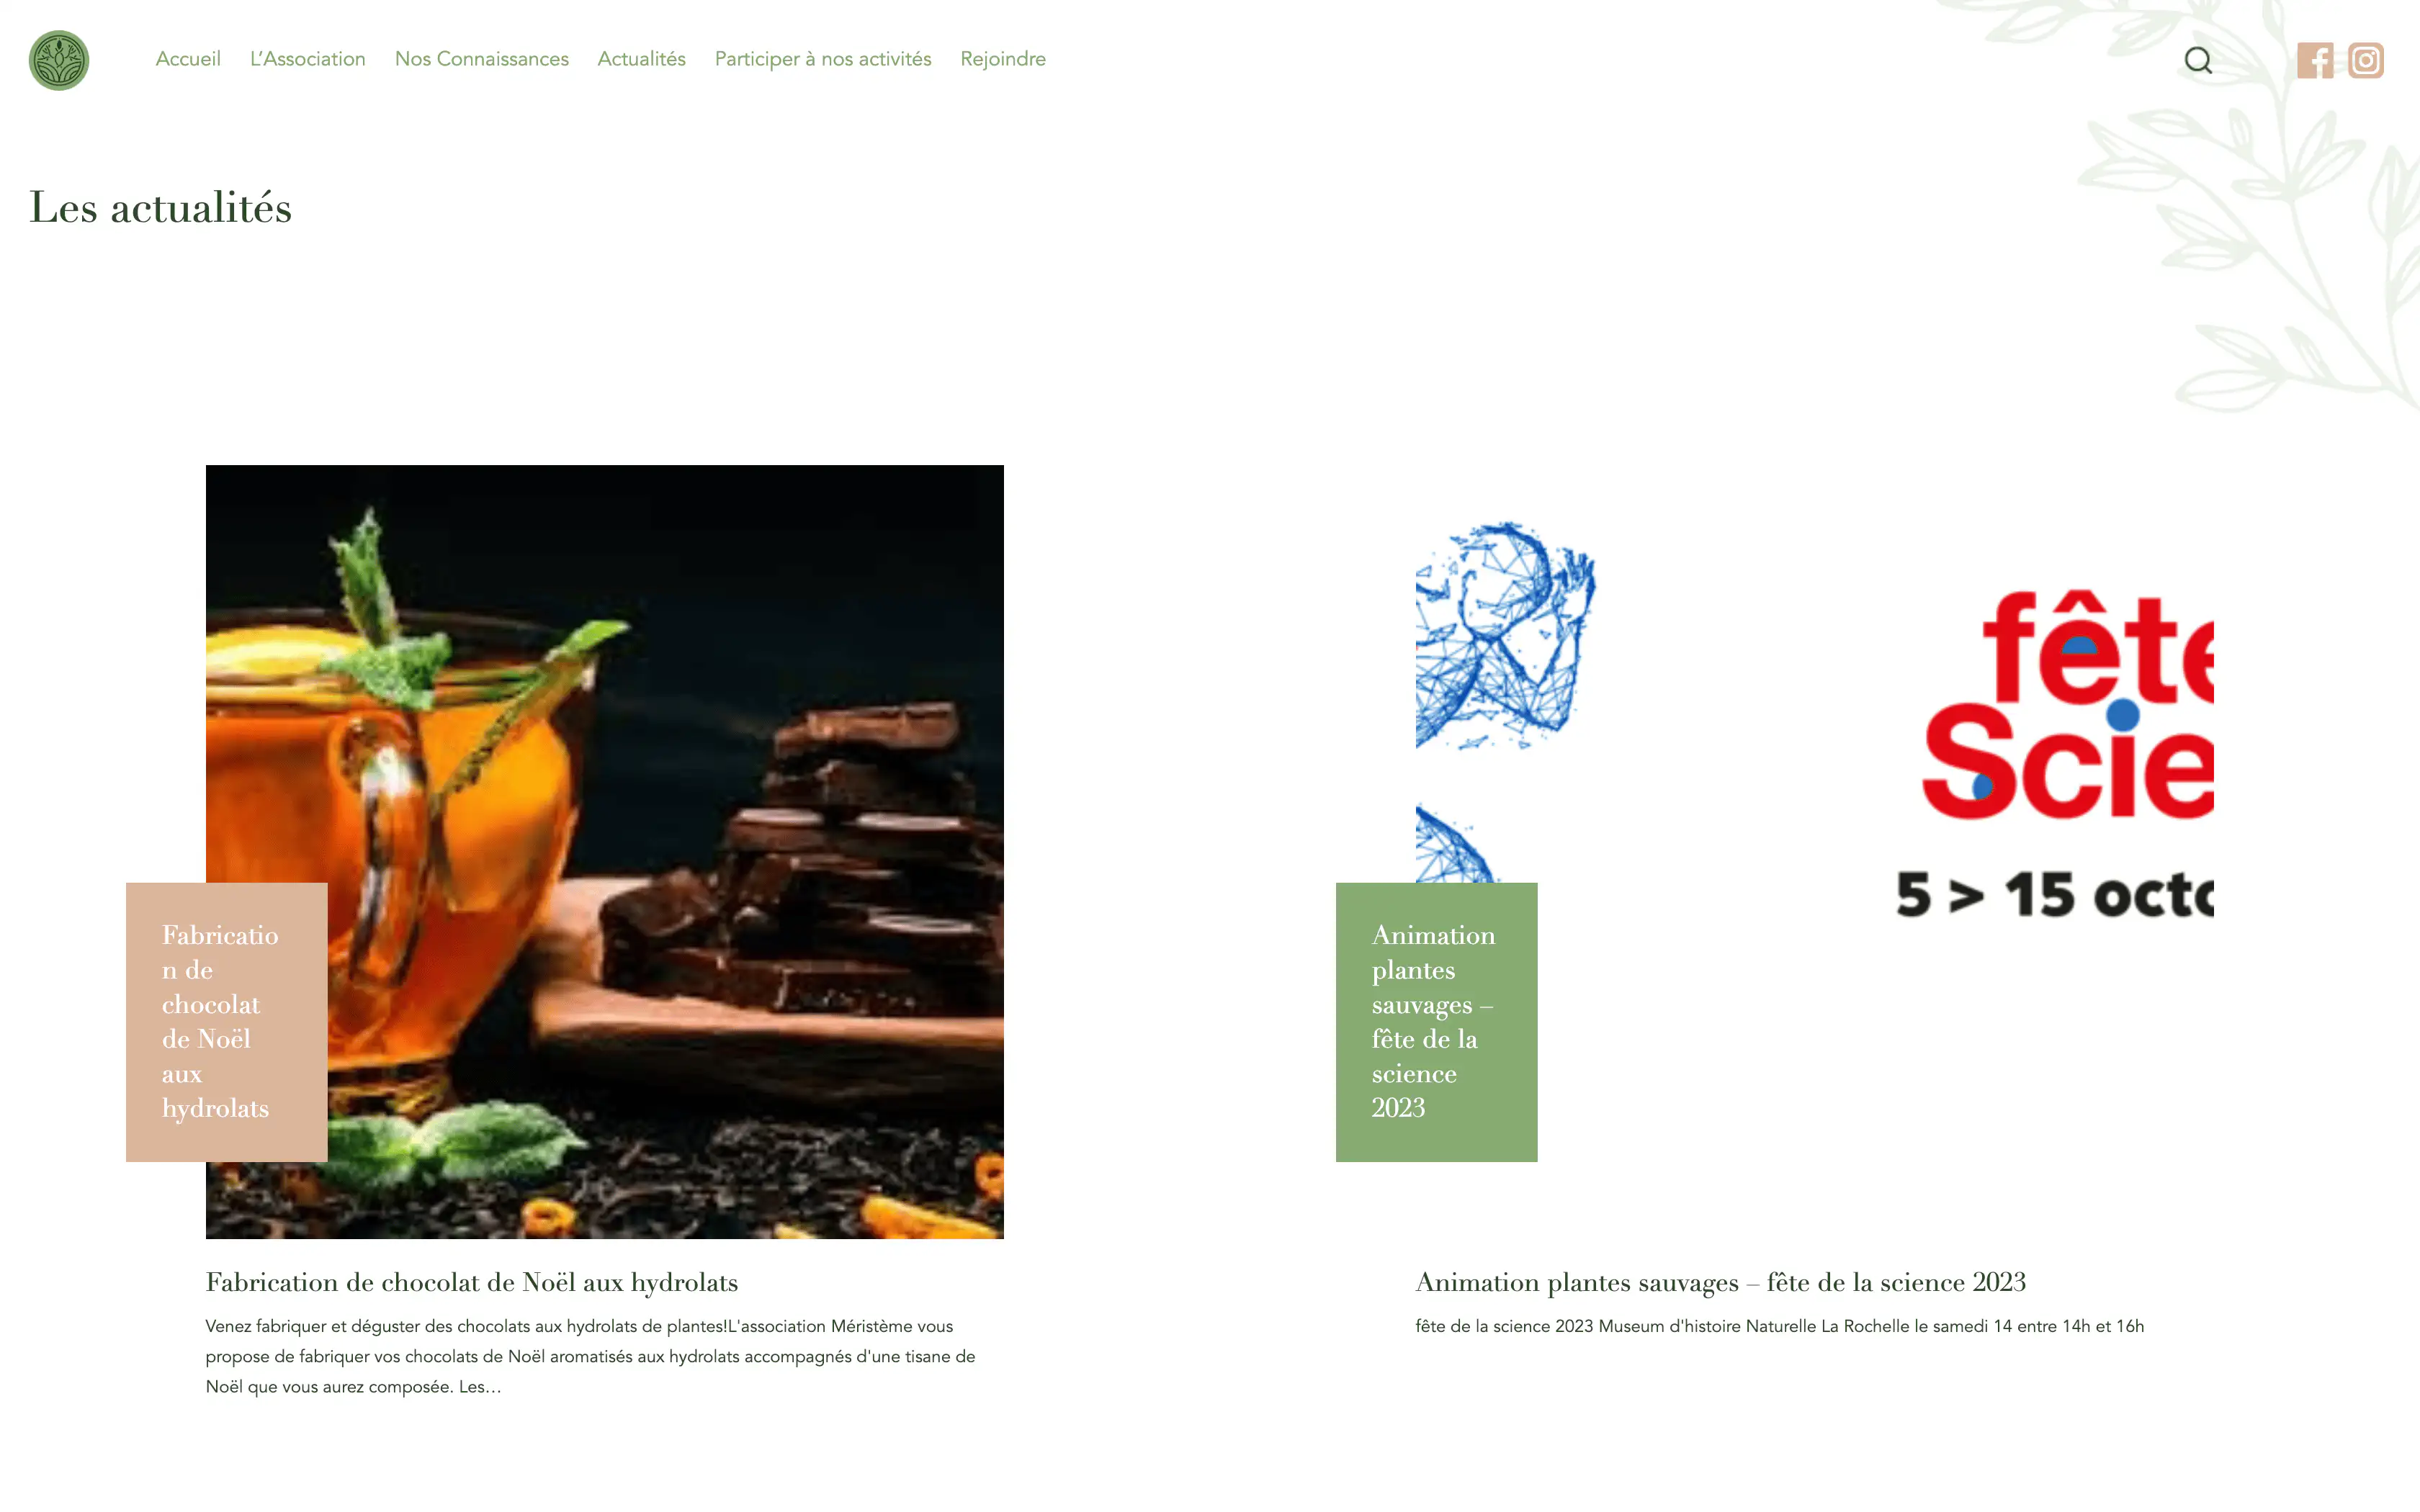 Accueil L’Association Nos Connaissances Actualités Participer à nos activités Rejoindre
Les actualités
Fabricatio
n de
chocolat
de Noël
aux
hydrolats
Fabrication de chocolat de Noël aux hydrolats
Venez fabriquer et déguster des chocolats aux hydrolats de plantes!L'association Méristème vous
propose de fabriquer vos chocolats de Noël aromatisés aux hydrolats accompagnés d'une tisane de
Noël que vous aurez composée. Les…
fête
Scie
5 > 15 octo
Animation
plantes
sauvages –
fête de la
science
2023
Animation plantes sauvages – fête de la science 2023
fête de la science 2023 Museum d'histoire Naturelle La Rochelle le samedi 14 entre 14h et 16h